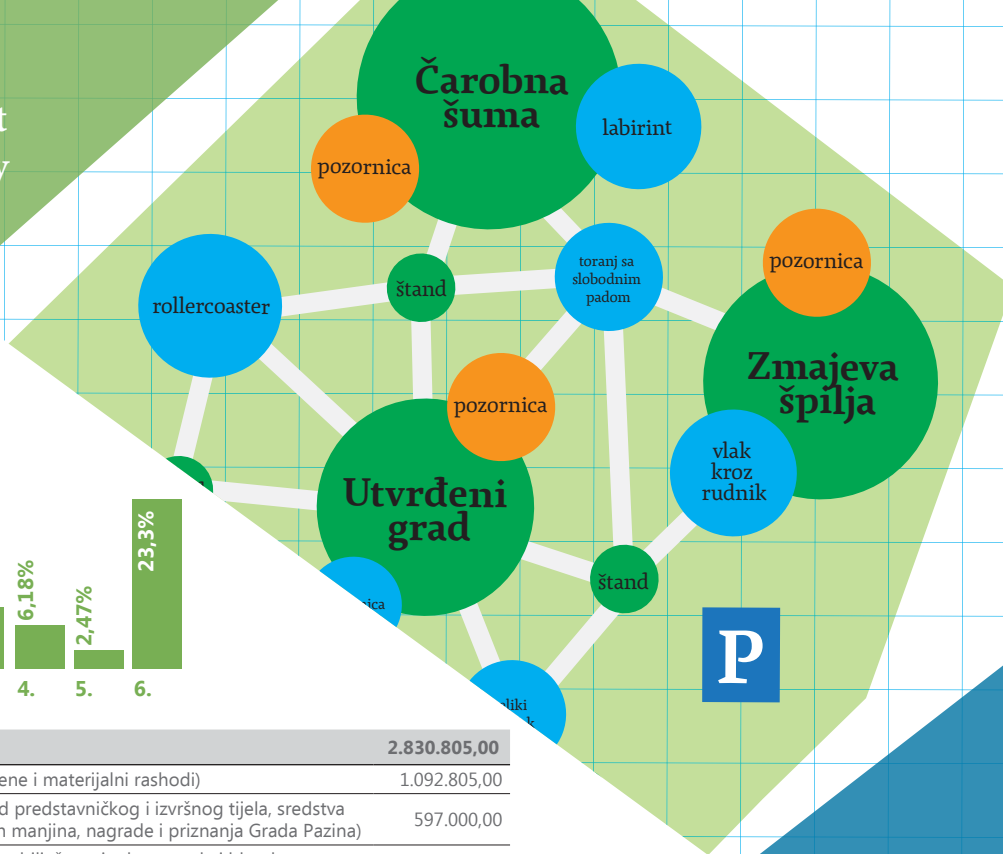 t
y
Čarobna
šuma
labirint
pozornica
pozornica
toranj sa
slobodnim
padom
štand
rollercoaster
Zmajeva
špilja
pozornica
vlak
kroz
rudnik
Utvrđeni
grad
štand
P
23,3%
6,18%
2,47%
4. 5. 6.
2.830.805,00
i materijalni rashodi) 1.092.805,00
predstavničkog i izvršnog tijela, sredstva
manjina, nagrade i priznanja Grada Pazina) 597.000,00